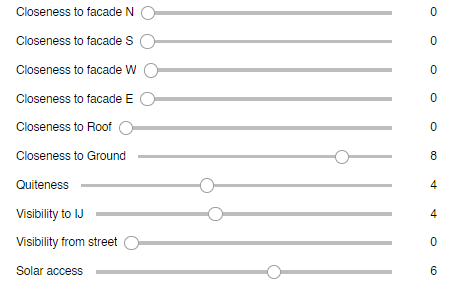 Closeness to facade N 0
Closeness to facade S 0
Closeness to facade W 0
Closeness to facade E 0
Closeness to Roof 0
Closeness to Ground 8
Quiteness 4
Visibility to IJ 4
Visibility from street 0
Solar access 6